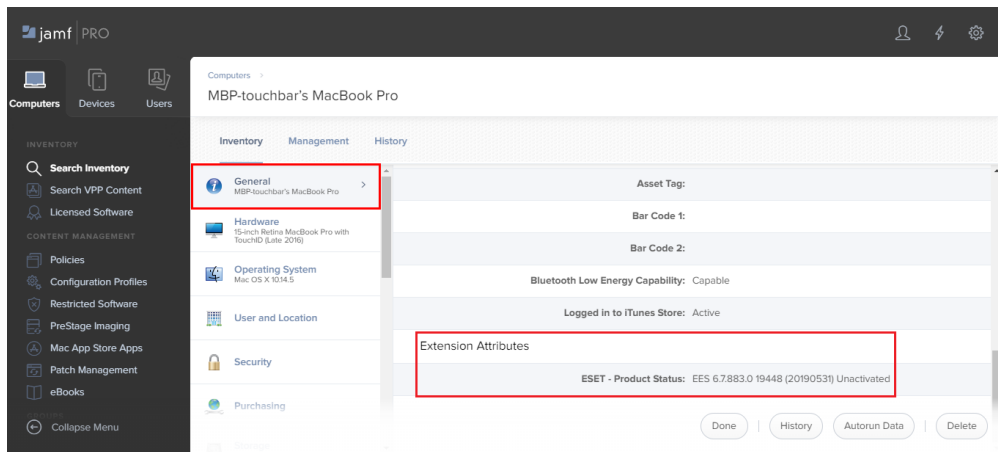 jamf PRO
Computers
Devices
Users
INVENTORY
Search Inventory
Search VPP Content
Licensed Software
CONTENT MANAGEMENT
Policies
Configuration Profiles
Restricted Software
PreStage Imaging
Mac App Store Apps
Patch Management
eBooks
Collapse Menu
Computers ›
MBP-touchbar's MacBook Pro
Inventory
Management
History
General
MBP-touchbar's MacBook Pro
Hardware
15-inch Retina MacBook Pro with
TouchID (Late 2016)
Operating System
Mac OS X 10.14.5
User and Location
Security
Purchasing
Asset Tag:
Bar Code 1:
Bar Code 2:
Bluetooth Low Energy Capability: Capable
Logged in to iTunes Store: Active
Extension Attributes
ESET - Product Status: EES 6.7.883.0 19448 (20190531) Unactivated
Done
History
Autorun Data
Delete